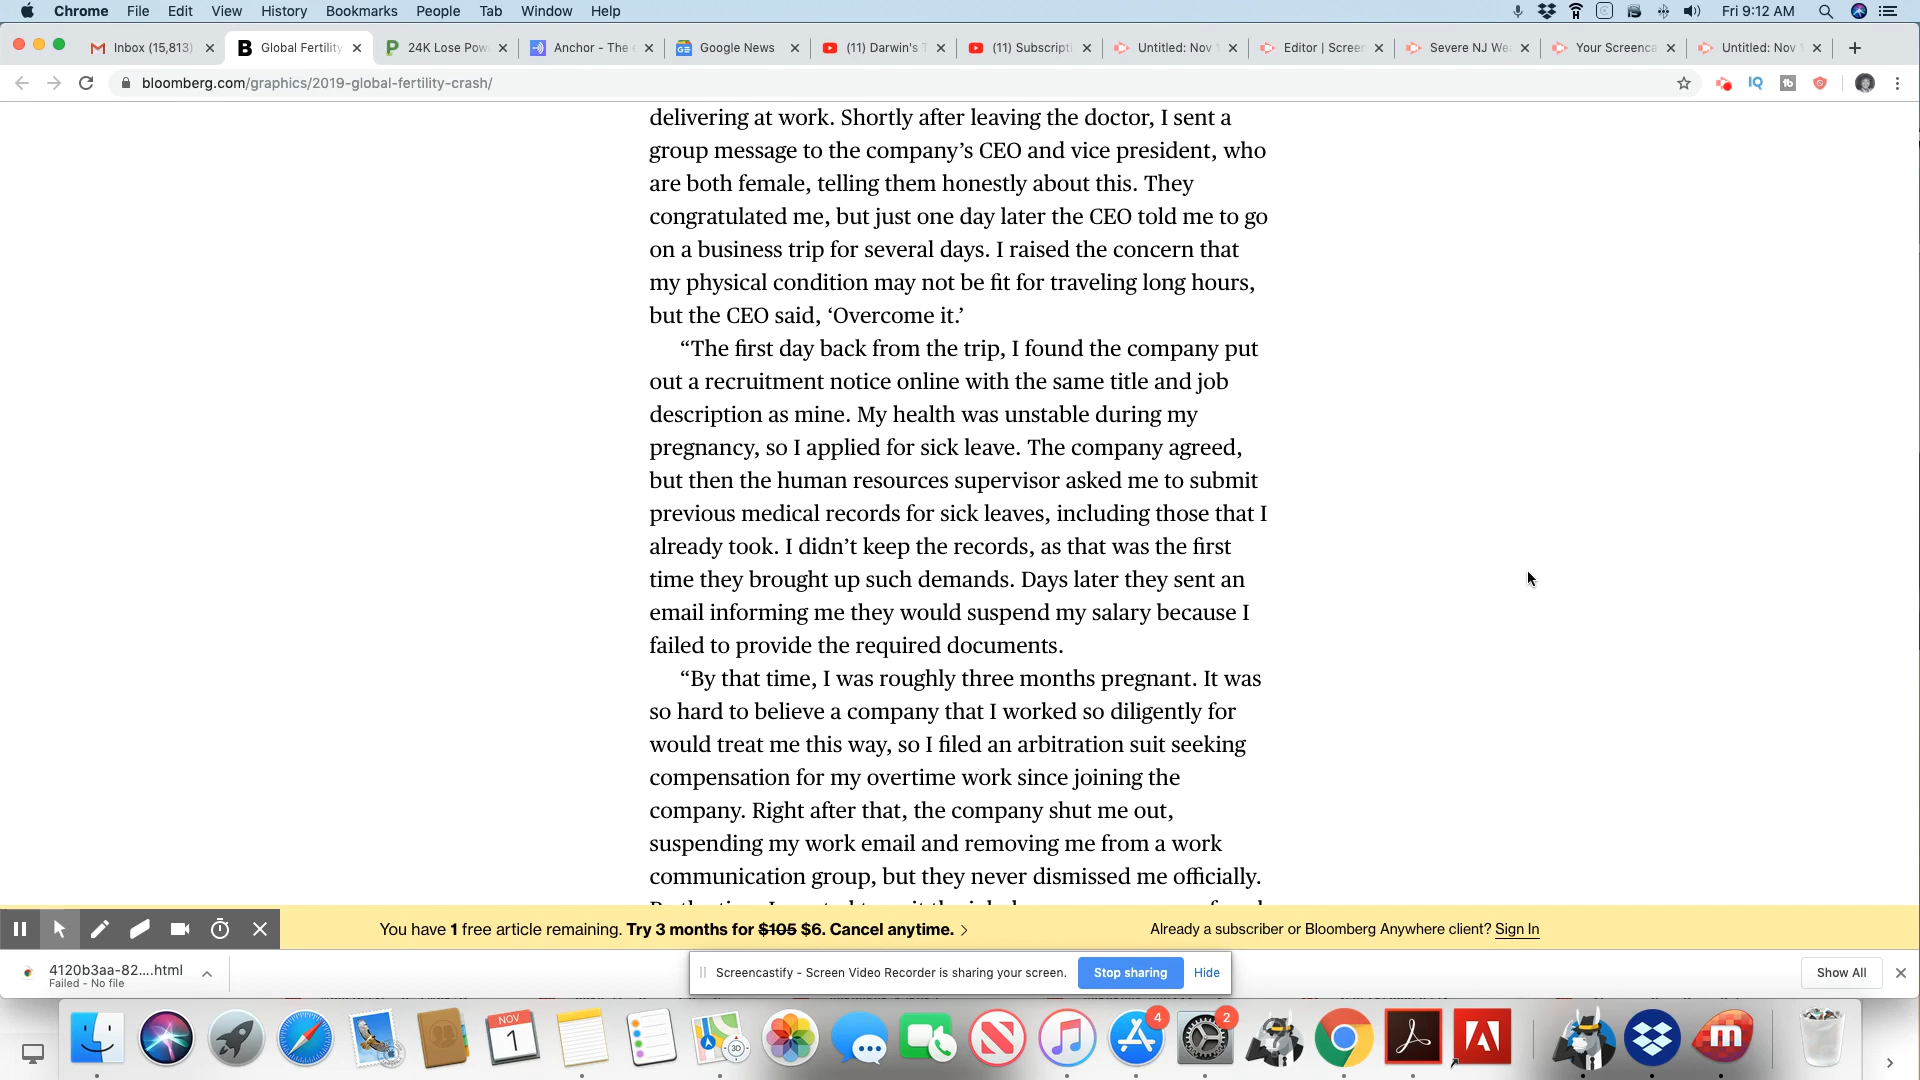 Chrome File Edit View History Bookmarks People Tab Window Help Fri 9:12 AM
Inbox (15,813) Global Fertility 24K Lose Pow Anchor - The Google News (11) Darwin's T (11) Subscripti Untitled: Nov 1 Editor | Screen Severe NJ We Your Screenca Untitled: Nov 1
bloomberg.com/graphics/2019-global-fertility-crash/
delivering at work. Shortly after leaving the doctor, I sent a
group message to the company’s CEO and vice president, who
are both female, telling them honestly about this. They
congratulated me, but just one day later the CEO told me to go
on a business trip for several days. I raised the concern that
my physical condition may not be fit for traveling long hours,
but the CEO said, ‘Overcome it.’
“The first day back from the trip, I found the company put
out a recruitment notice online with the same title and job
description as mine. My health was unstable during my
pregnancy, so I applied for sick leave. The company agreed,
but then the human resources supervisor asked me to submit
previous medical records for sick leaves, including those that I
already took. I didn’t keep the records, as that was the first
time they brought up such demands. Days later they sent an
email informing me they would suspend my salary because I
failed to provide the required documents.
“By that time, I was roughly three months pregnant. It was
so hard to believe a company that I worked so diligently for
would treat me this way, so I filed an arbitration suit seeking
compensation for my overtime work since joining the
company. Right after that, the company shut me out,
suspending my work email and removing me from a work
communication group, but they never dismissed me officially.
You have 1 free article remaining. Try 3 months for $105 $6. Cancel anytime. >
Already a subscriber or Bloomberg Anywhere client? Sign In
4120b3aa-82....html
Failed - No file
Screencastify - Screen Video Recorder is sharing your screen. Stop sharing Hide
Show All
NOV
1
3D
4
2